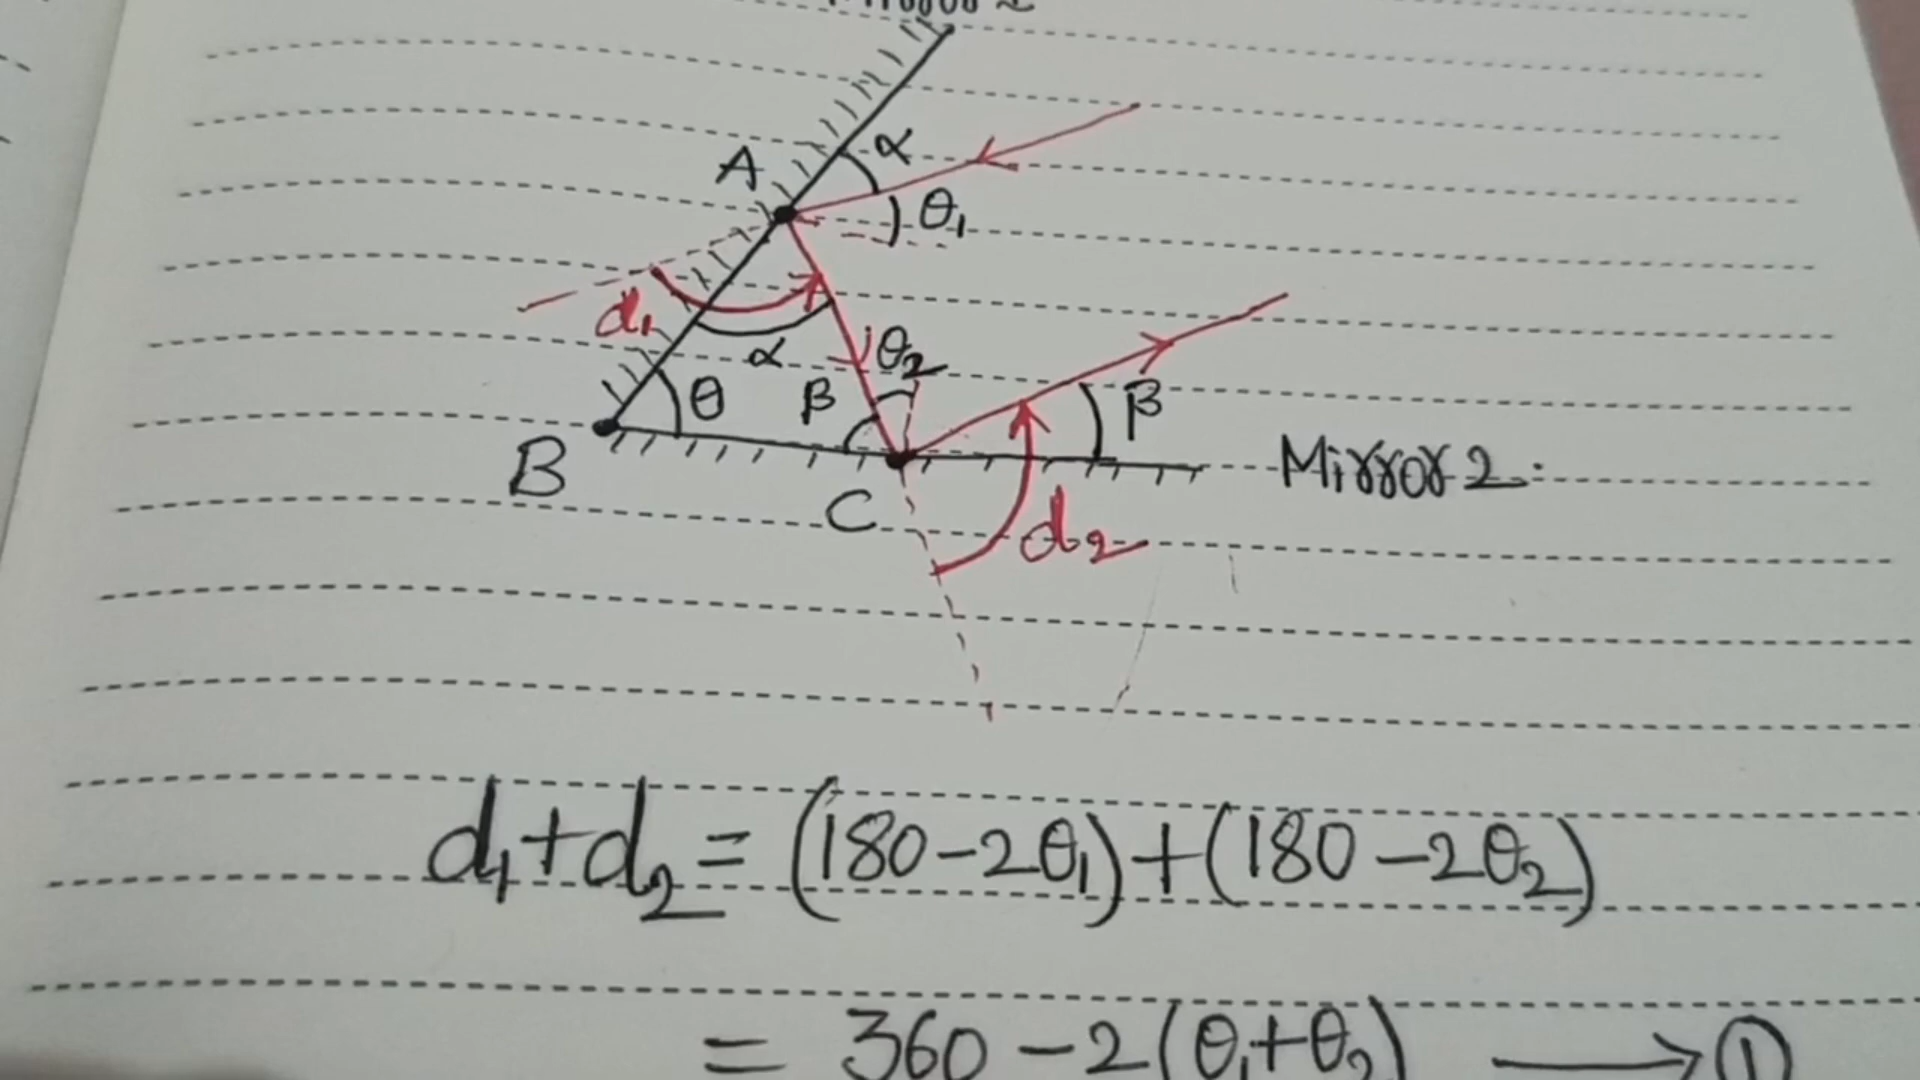 A
α
θ₁
d₁
α
θ₂
B
θ
β
β
C
Mirror 2:
d₂
d₁+d₂ = (180-2θ₁)+(180-2θ₂)
= 360-2(θ₁+θ₂) → ①